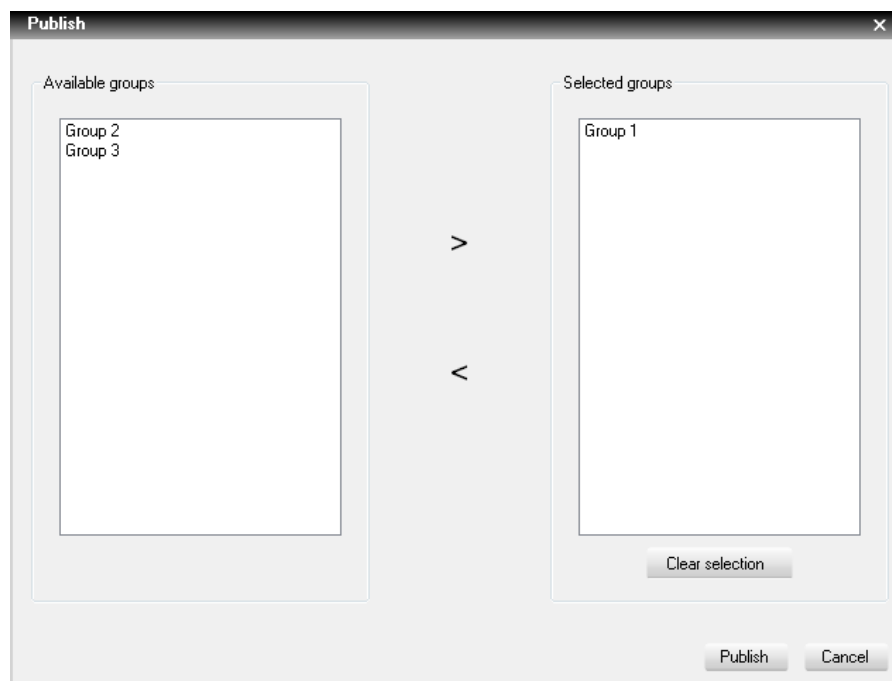 Publish
Available groups
Group 2
Group 3
>
<
Selected groups
Group 1
Clear selection
Publish
Cancel